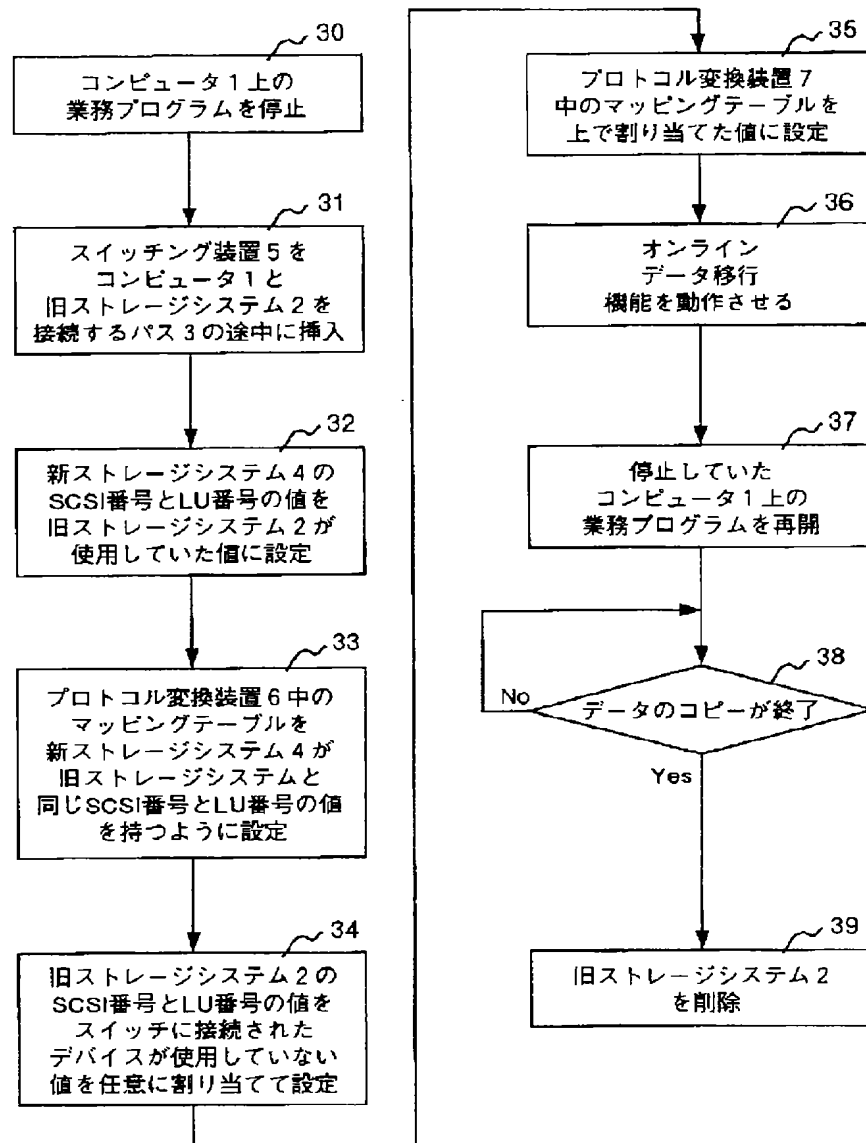 30
コンピュータ1上の
業務プログラムを停止
31
スイッチング装置5を
コンピュータ1と
旧ストレージシステム2を
接続するパス3の途中に挿入
32
新ストレージシステム4の
SCSI番号とLU番号の値を
旧ストレージシステム2が
使用していた値に設定
33
プロトコル変換装置6中の
マッピングテーブルを
新ストレージシステム4が
旧ストレージシステムと
同じSCSI番号とLU番号の値
を持つように設定
34
旧ストレージシステム2の
SCSI番号とLU番号の値を
スイッチに接続された
デバイスが使用していない
値を任意に割り当てて設定
35
プロトコル変換装置7
中のマッピングテーブルを
上で割り当てた値に設定
36
オンライン
データ移行
機能を動作させる
37
停止していた
コンピュータ1上の
業務プログラムを再開
38
データのコピーが終了
No
Yes
39
旧ストレージシステム2
を削除